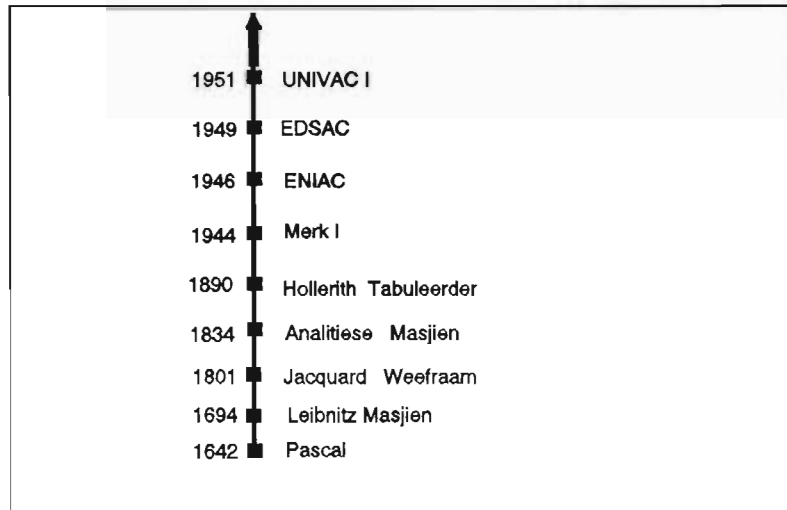 1951 UNIVAC I
1949 EDSAC
1946 ENIAC
1944 Merk I
1890 Hollerith Tabuleerder
1834 Analitiese Masjien
1801 Jacquard Weefraam
1694 Leibnitz Masjien
1642 Pascal